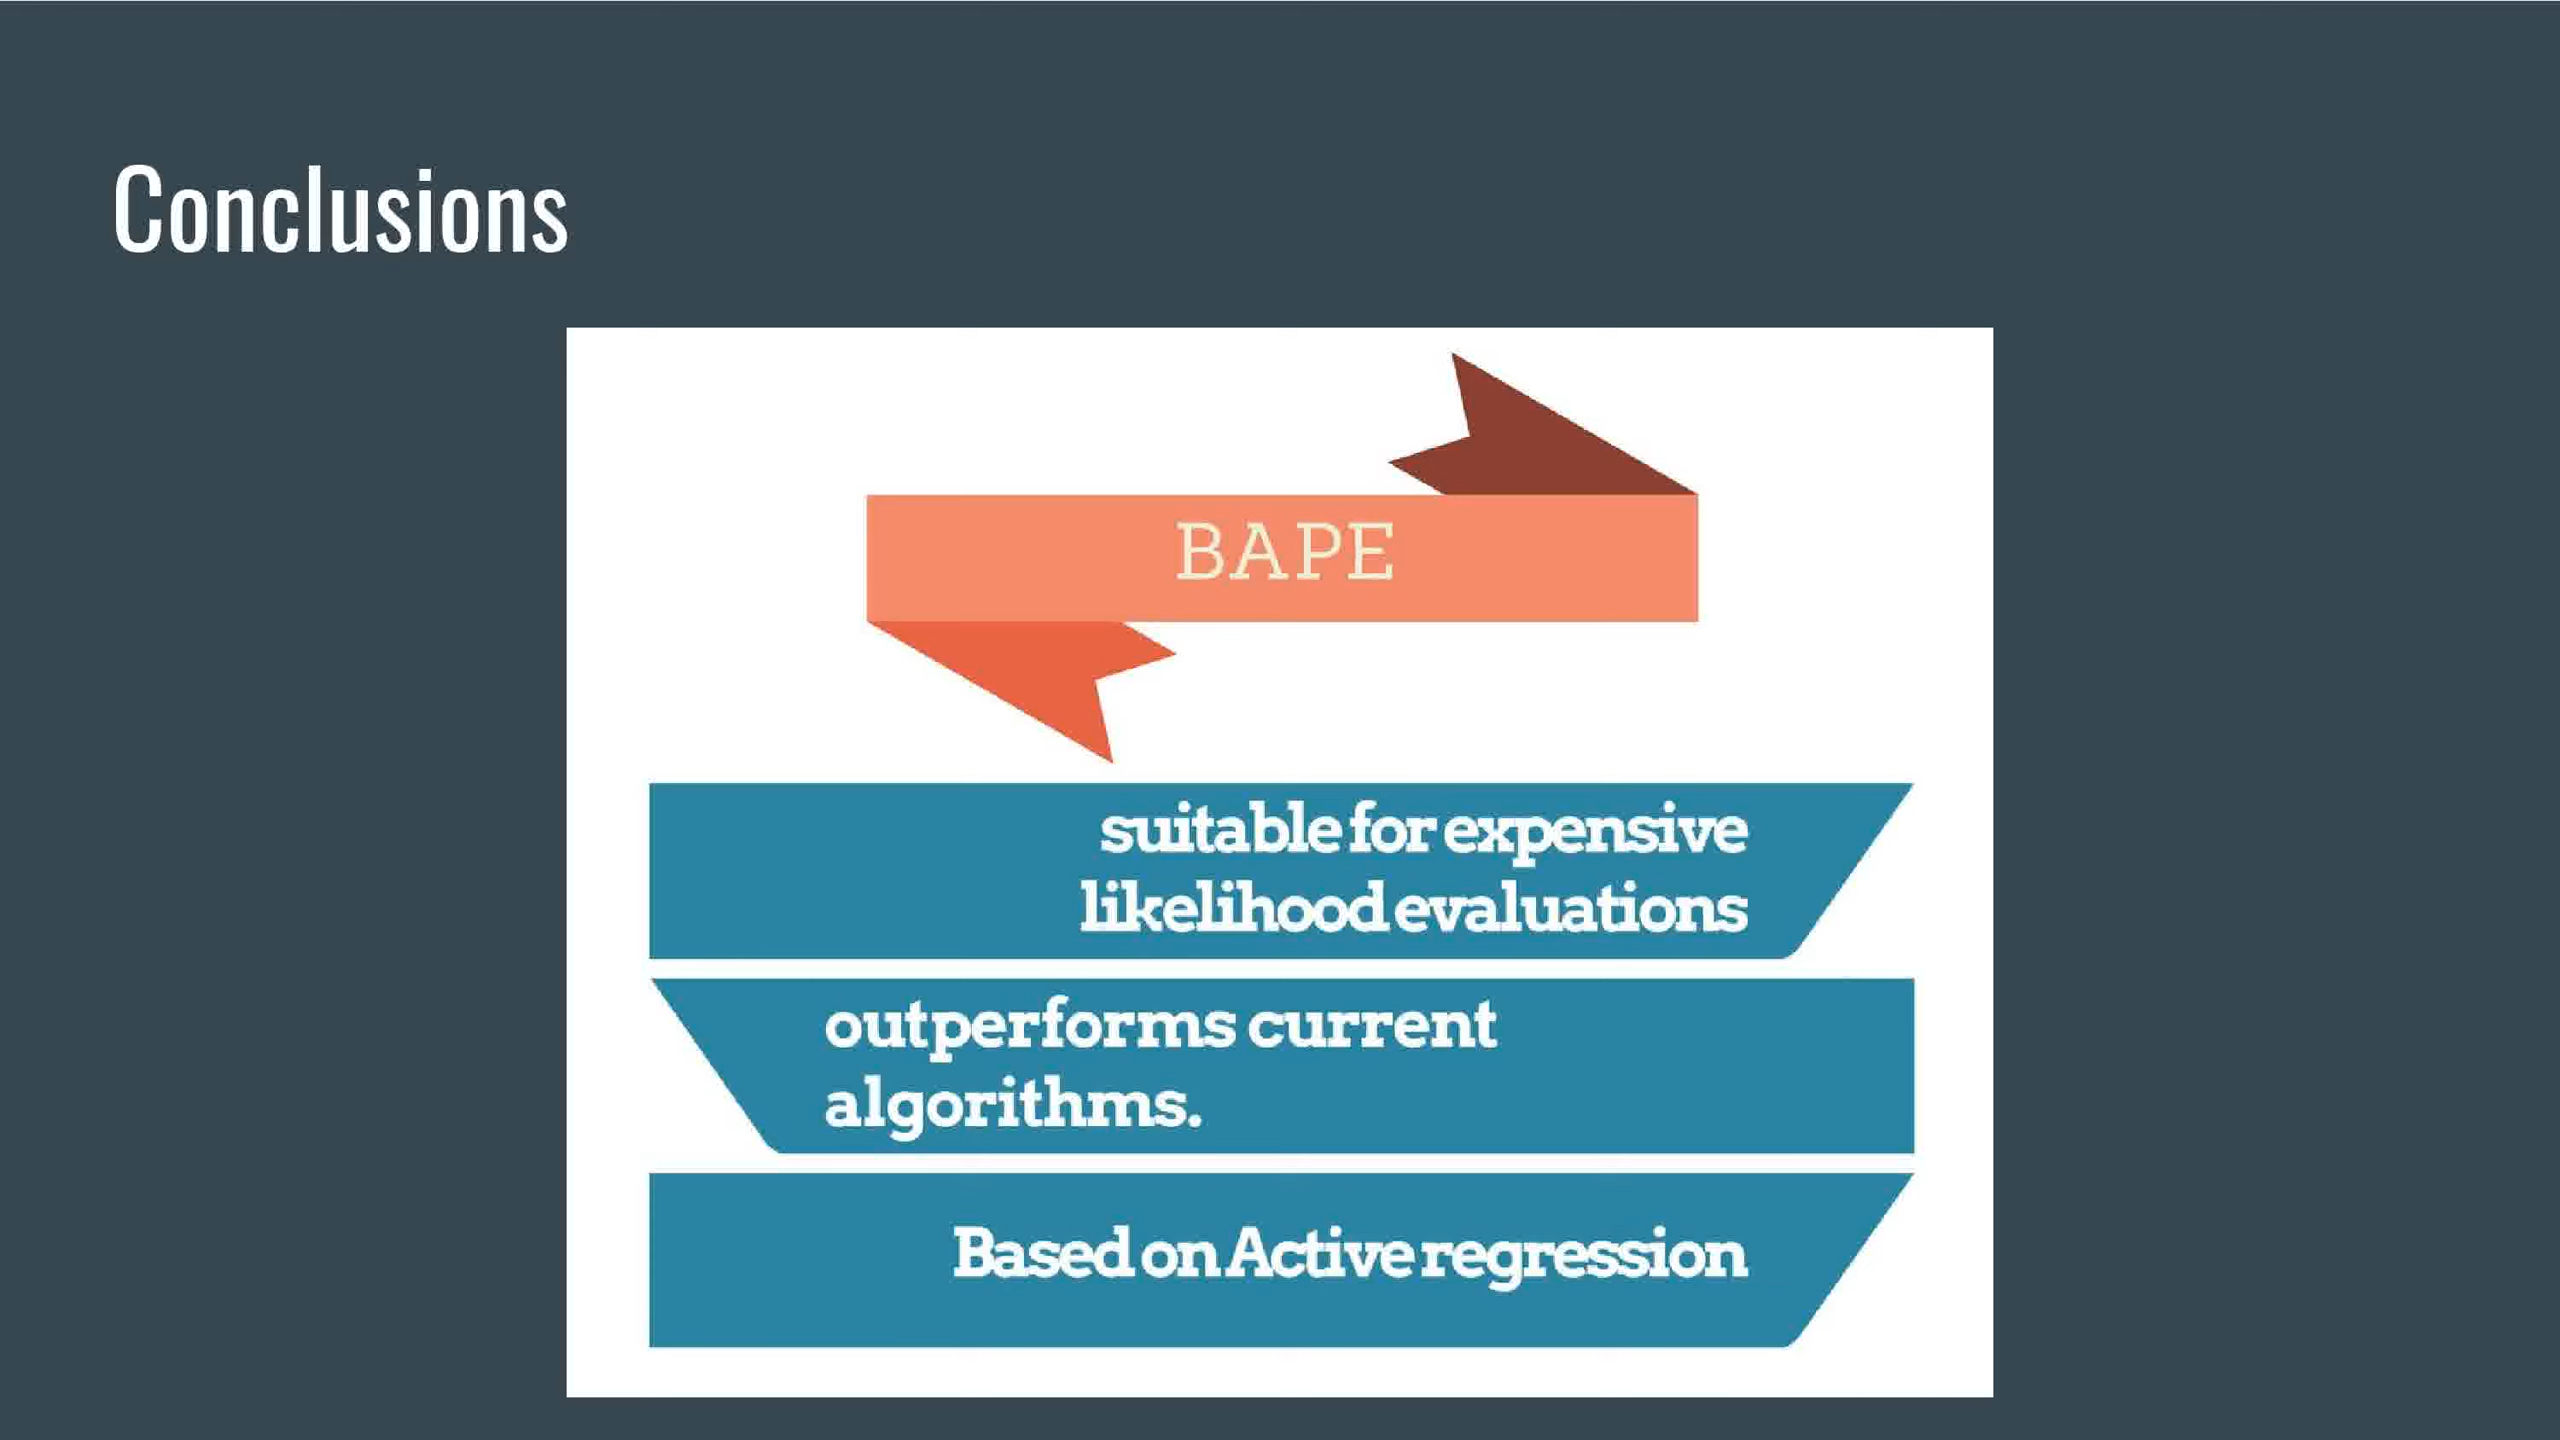 Conclusions
BAPE
suitable for expensive
likelihood evaluations
outperforms current
algorithms.
Based on Active regression